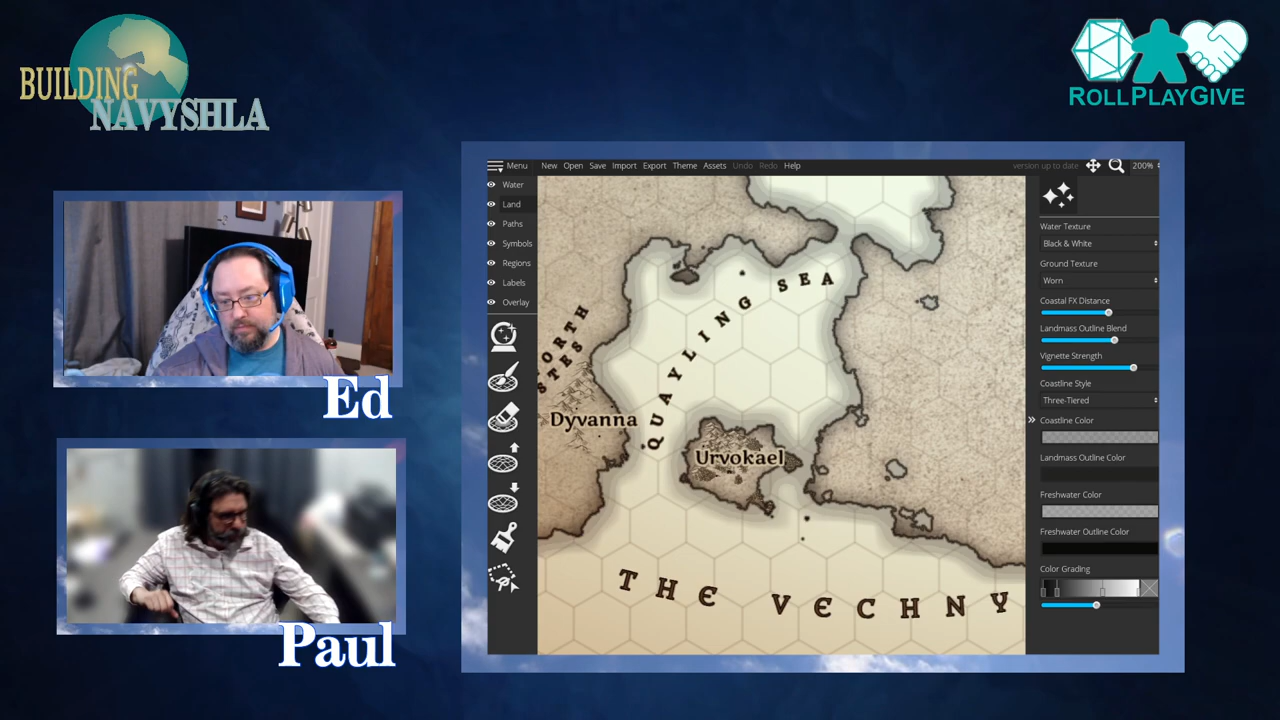 BUILDING
NAVYSHLA
ROLLPLAYGIVE
Menu New Open Save Import Export Theme Assets Undo Redo Help version up to date 200%
Water
Land
Paths
Symbols
Regions
Labels
Overlay
QUAYLING SEA
ORTH
STES
Dyvanna
Urvokael
THE VECHNY
Water Texture
Black & White
Ground Texture
Worn
Coastal FX Distance
Landmass Outline Blend
Vignette Strength
Coastline Style
Three-Tiered
Coastline Color
Landmass Outline Color
Freshwater Color
Freshwater Outline Color
Color Grading
Ed
Paul